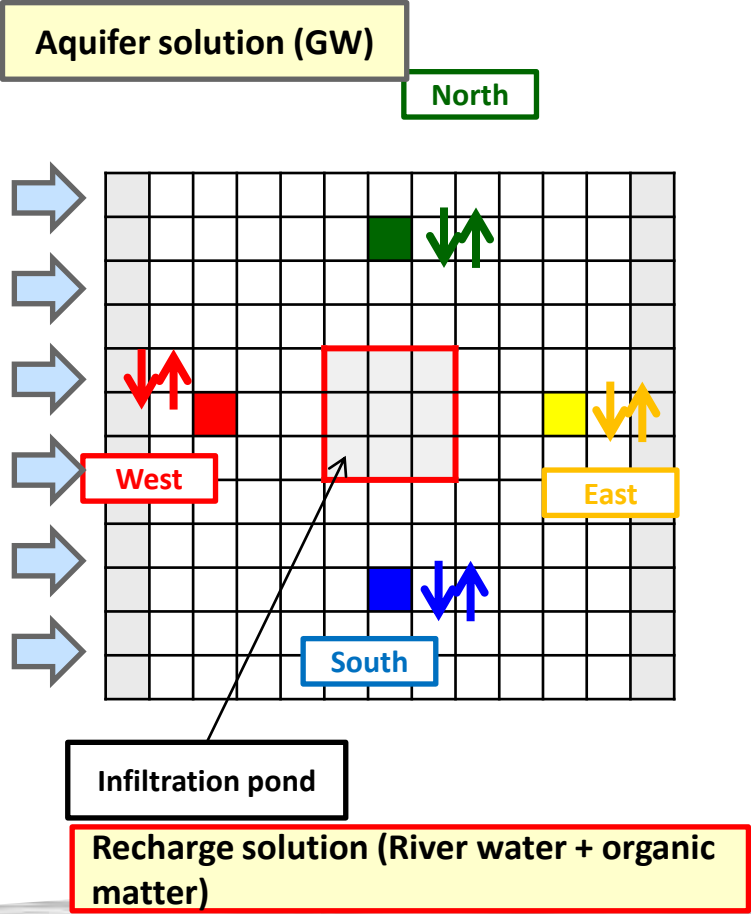 Aquifer solution (GW)
North
West
East
South
Infiltration pond
Recharge solution (River water + organic
matter)